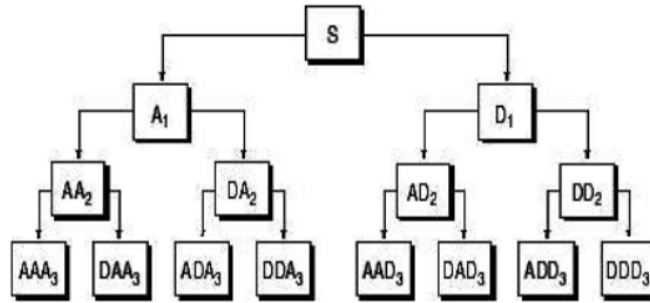 S
A₁ D₁
AA₂ DA₂ AD₂ DD₂
AAA₃ DAA₃ ADA₃ DDA₃ AAD₃ DAD₃ ADD₃ DDD₃